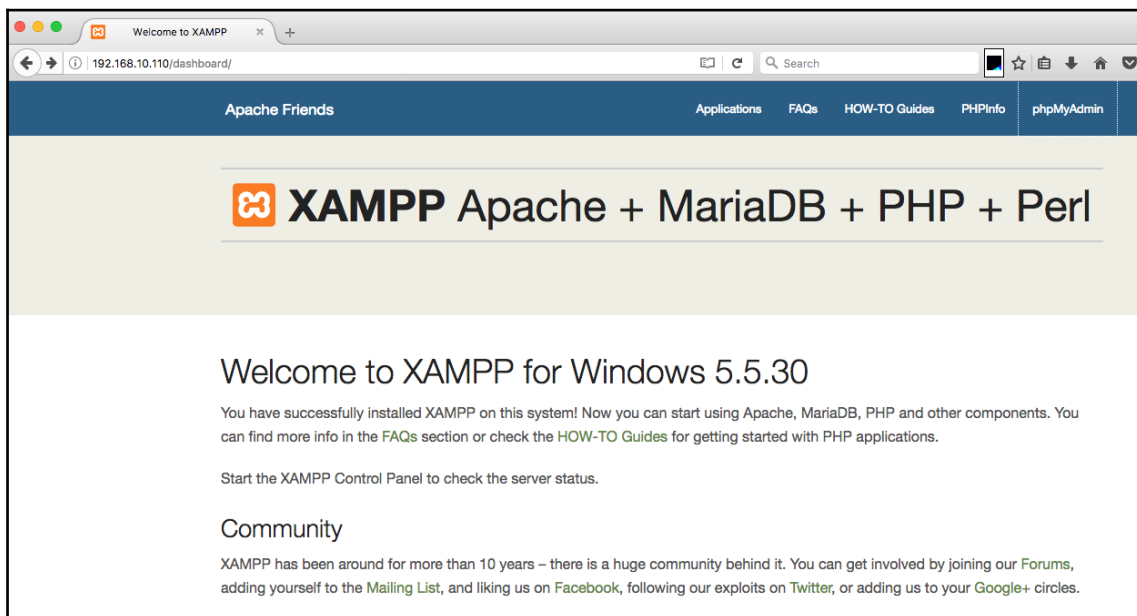 Welcome to XAMPP
192.168.10.110/dashboard/
Search
Apache Friends
Applications FAQs HOW-TO Guides PHPInfo phpMyAdmin
XAMPP Apache + MariaDB + PHP + Perl
Welcome to XAMPP for Windows 5.5.30
You have successfully installed XAMPP on this system! Now you can start using Apache, MariaDB, PHP and other components. You
can find more info in the FAQs section or check the HOW-TO Guides for getting started with PHP applications.
Start the XAMPP Control Panel to check the server status.
Community
XAMPP has been around for more than 10 years – there is a huge community behind it. You can get involved by joining our Forums,
adding yourself to the Mailing List, and liking us on Facebook, following our exploits on Twitter, or adding us to your Google+ circles.